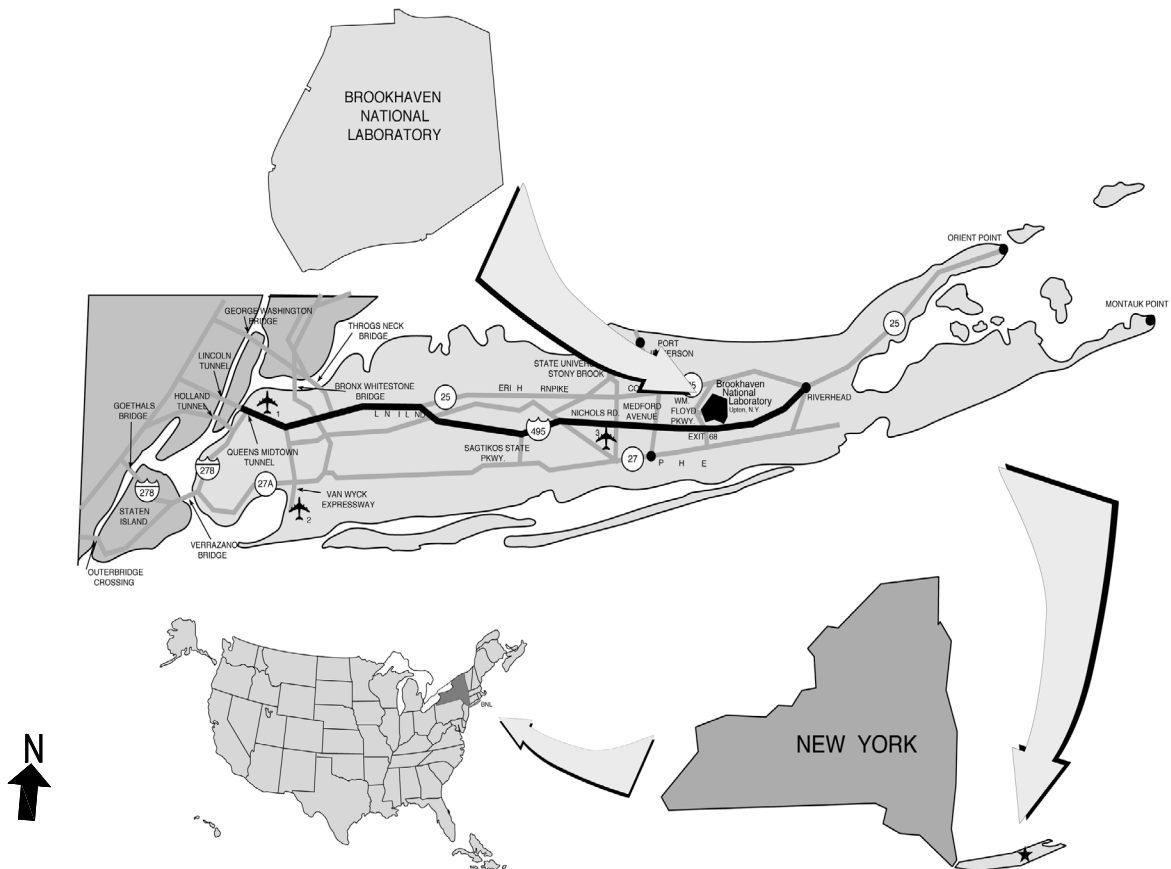 BROOKHAVEN
NATIONAL
LABORATORY
ORIENT POINT
MONTAUK POINT
GEORGE WASHINGTON
BRIDGE
THROGS NECK
BRIDGE
LINCOLN
TUNNEL
HOLLAND
TUNNEL
GOETHALS
BRIDGE
BRONX WHITESTONE
BRIDGE
1
25
25
PORT
STATE
STONY BROOK
RNPIKE
Brookhaven
National
Laboratory
Upton, N.Y.
RIVERHEAD
WM.
FLOYD
PKWY.
MEDFORD
AVENUE
NICHOLS RD.
L N I L N
495
3
EXIT 68
SAGTIKOS STATE
PKWY.
27
P H E
QUEENS MIDTOWN
TUNNEL
278
27A
278
VAN WYCK
EXPRESSWAY
2
STATEN
ISLAND
VERRAZANO
BRIDGE
OUTERBRIDGE
CROSSING
BNL
NEW YORK
N